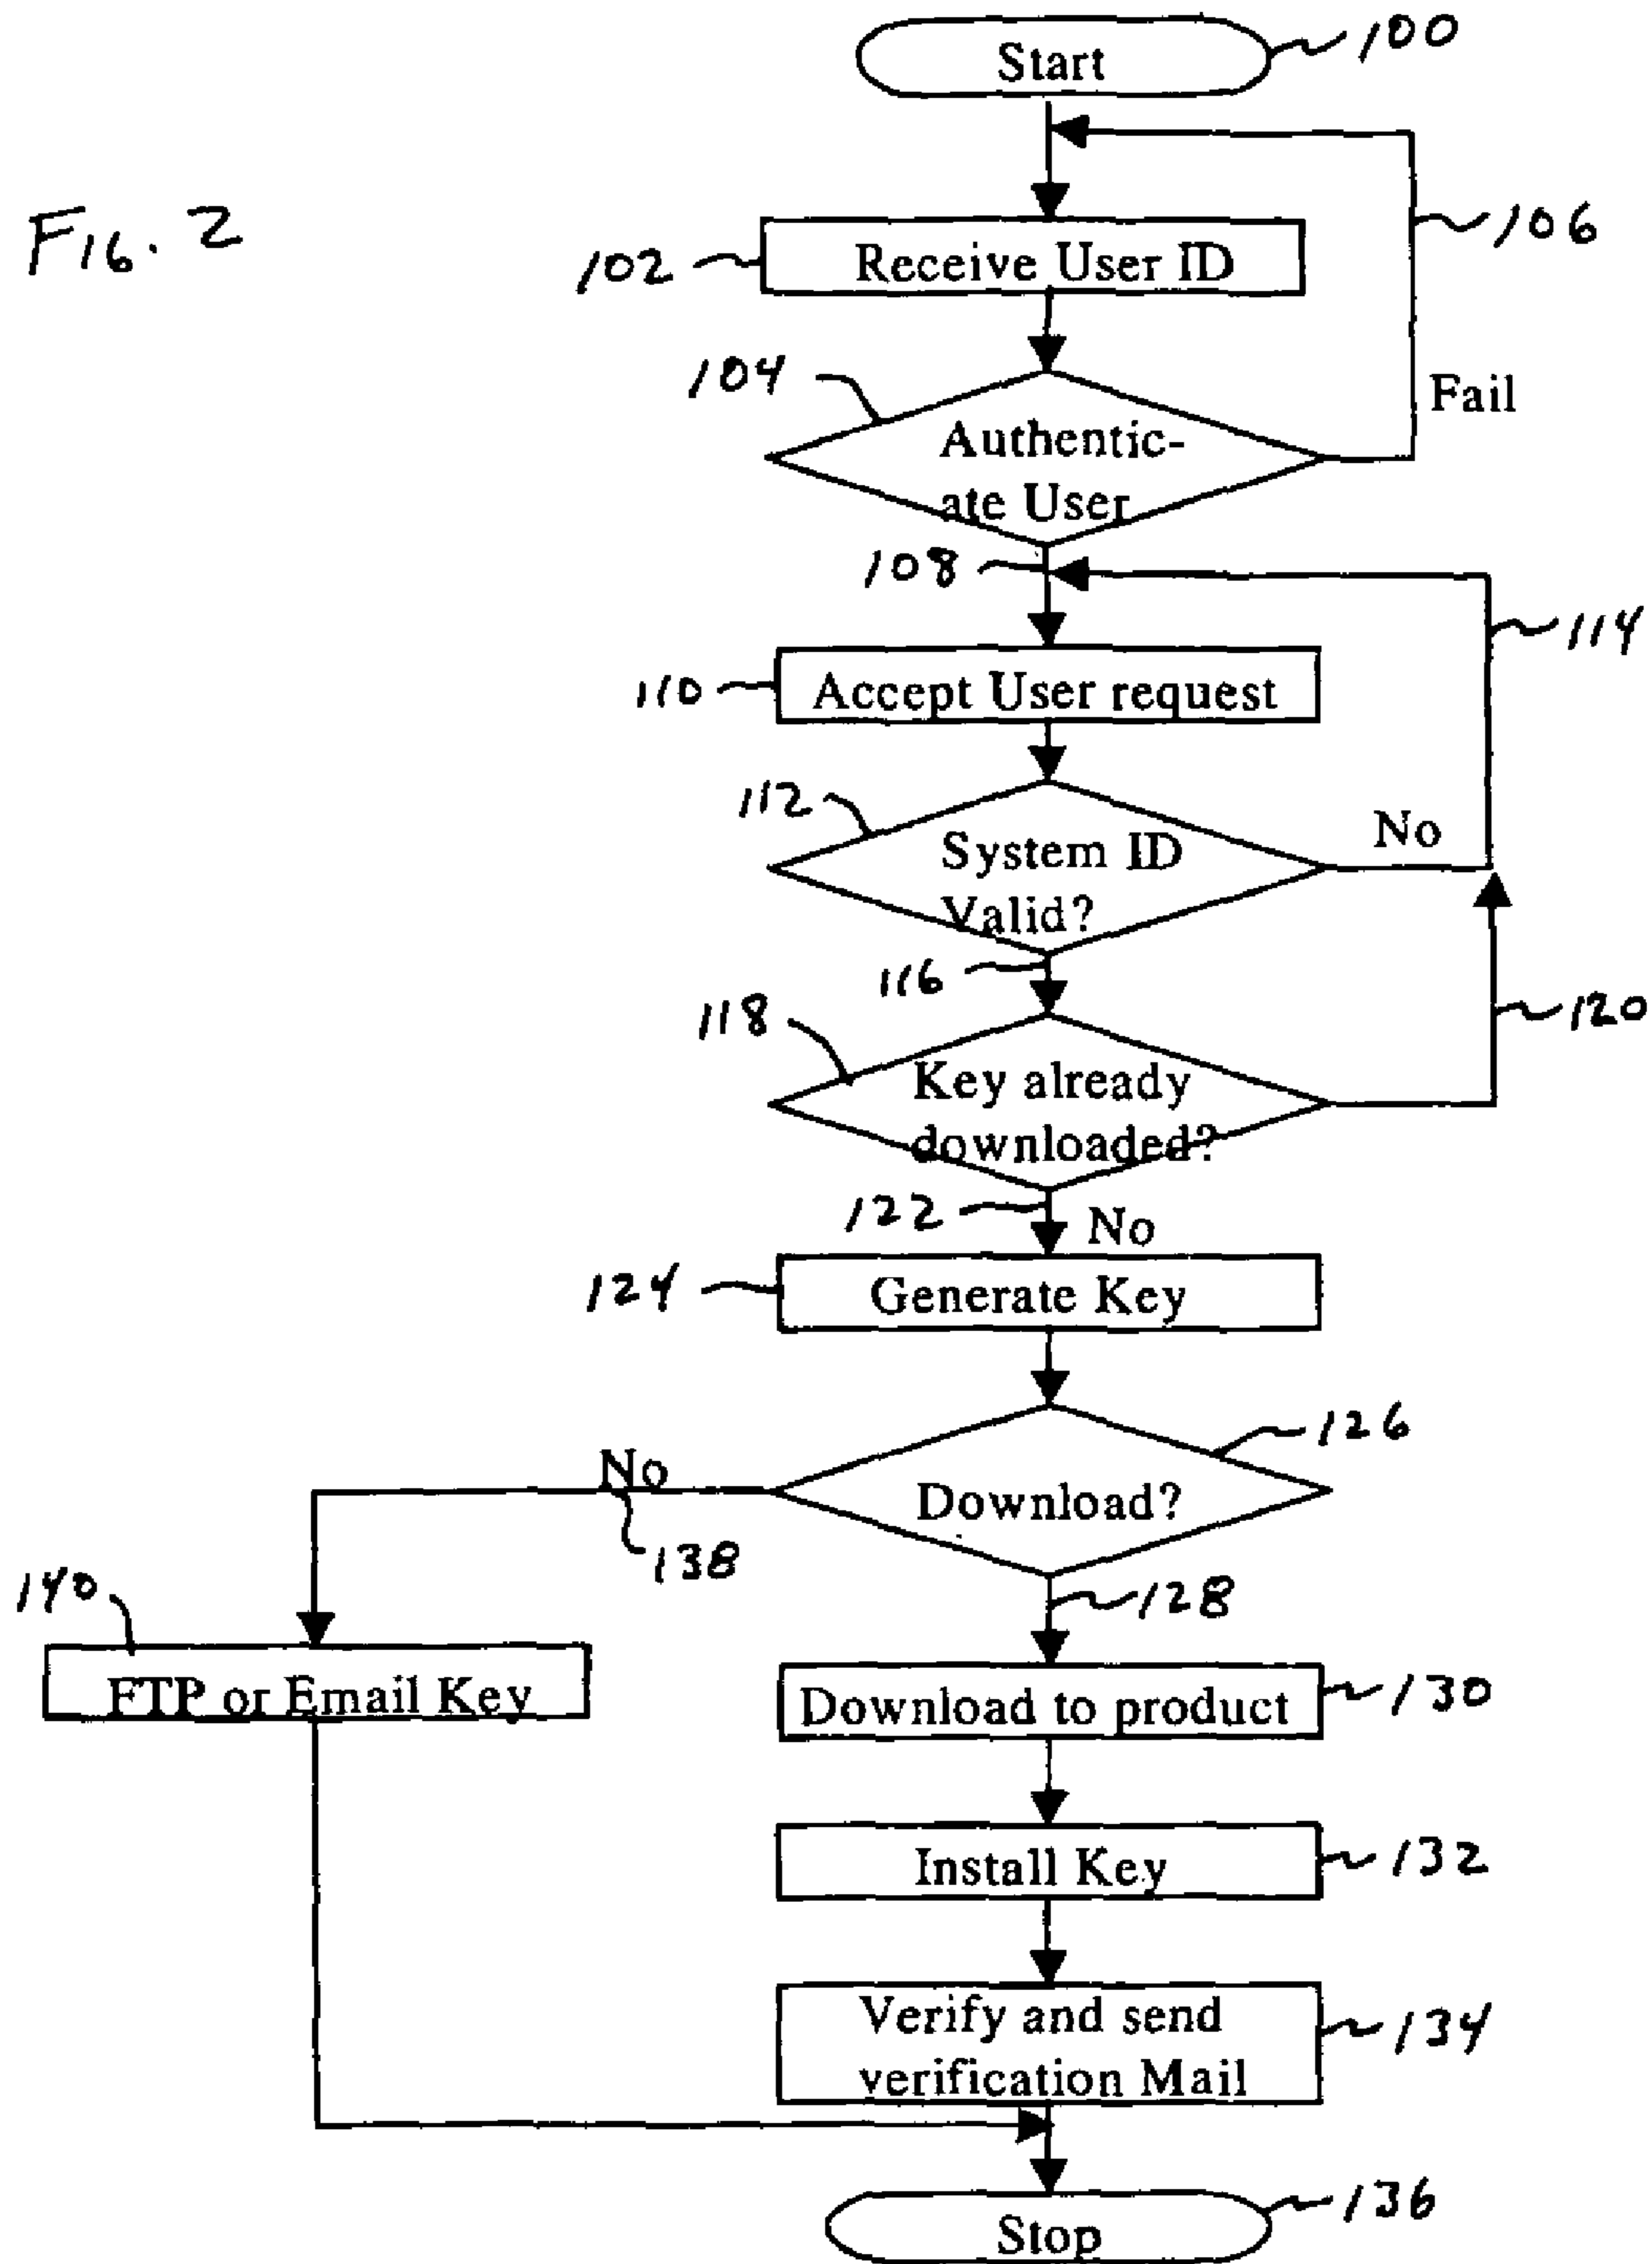 Start
100
FIG. 2
106
102
Receive User ID
104
Fail
Authentic-
ate User
108
114
110
Accept User request
112
No
System ID
Valid?
116
118
120
Key already
downloaded?
122
No
124
Generate Key
126
No
Download?
138
128
140
FTP or Email Key
Download to product
130
Install Key
132
Verify and send
verification Mail
134
136
Stop